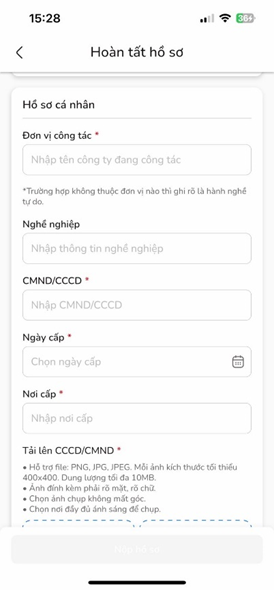 15:28
36
Hoàn tất hồ sơ
Hồ sơ cá nhân
Đơn vị công tác *
Nhập tên công ty đang công tác
*Trường hợp không thuộc đơn vị nào thì ghi rõ là hành nghề
tự do.
Nghề nghiệp
Nhập thông tin nghề nghiệp
CMND/CCCD *
Nhập CMND/CCCD
Ngày cấp *
Chọn ngày cấp
Nơi cấp *
Nhập nơi cấp
Tải lên CCCD/CMND *
• Hỗ trợ file: PNG, JPG, JPEG. Mỗi ảnh kích thước tối thiểu
400x400. Dung lượng tối đa 10MB.
• Ảnh đính kèm phải rõ mặt, rõ chữ.
• Chọn ảnh chụp không mất góc.
• Chọn nơi đầy đủ ánh sáng để chụp.